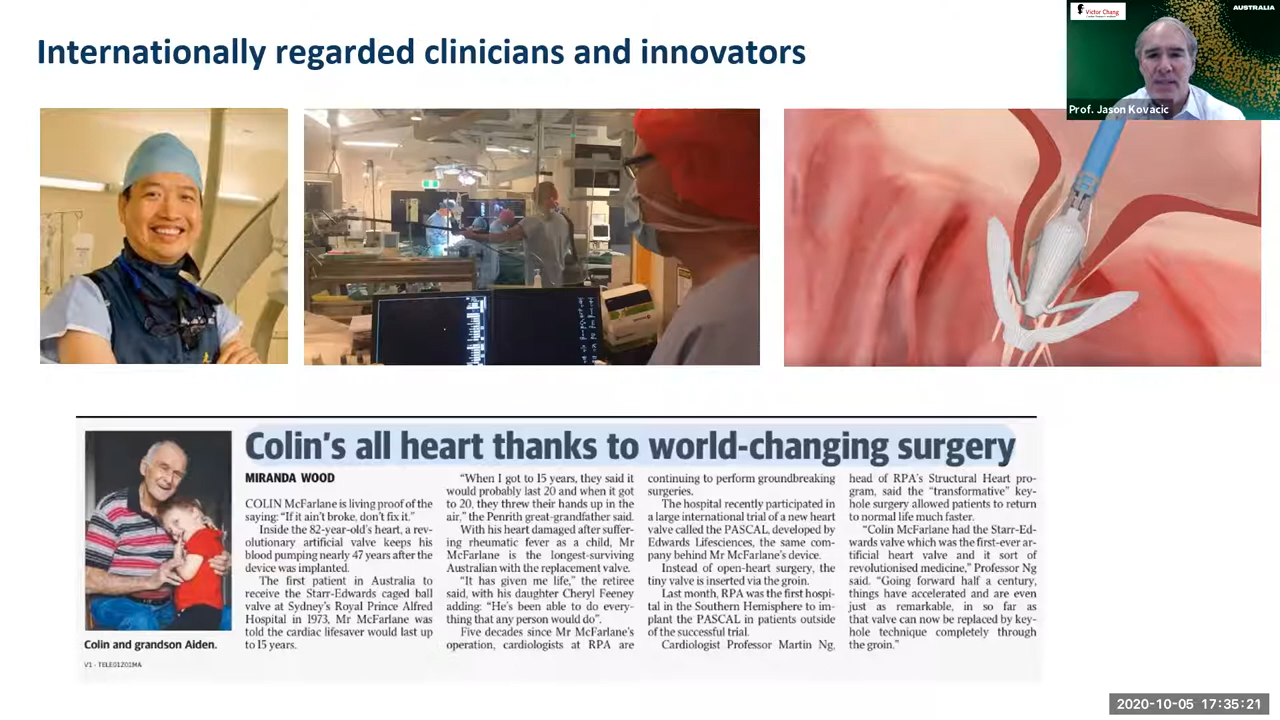 Internationally regarded clinicians and innovators
Victor Chang
AUSTRALIA
Prof. Jason Kovacic
Colin’s all heart thanks to world-changing surgery
MIRANDA WOOD
COLIN McFarlane is living proof of the
saying: “If it ain’t broke, don’t fix it.”
Inside the 82-year-old’s heart, a rev-
olutionary artificial valve keeps his
blood pumping nearly 47 years after the
device was implanted.
The first patient in Australia to
receive the Starr-Edwards caged ball
valve at Sydney’s Royal Prince Alfred
Hospital in 1973, Mr McFarlane was
told the cardiac lifesaver would last up
to 15 years.
“When I got to 15 years, they said it
would probably last 20 and when it got
to 20, they threw their hands up in the
air,” the Penrith great-grandfather said.
With his heart damaged after suffer-
ing rheumatic fever as a child, Mr
McFarlane is the longest-surviving
Australian with the replacement valve.
“It has given me life,” the retiree
said, with his daughter Cheryl Feeney
adding: “He’s been able to do every-
thing that any person would do”.
Five decades since Mr McFarlane’s
operation, cardiologists at RPA are
continuing to perform groundbreaking
surgeries.
The hospital recently participated in
a large international trial of a new heart
valve called the PASCAL, developed by
Edwards Lifesciences, the same com-
pany behind Mr McFarlane’s device.
Instead of open-heart surgery, the
tiny valve is inserted via the groin.
Last month, RPA was the first hospi-
tal in the Southern Hemisphere to im-
plant the PASCAL in patients outside
of the successful trial.
Cardiologist Professor Martin Ng,
head of RPA’s Structural Heart pro-
gram, said the “transformative” key-
hole surgery allowed patients to return
to normal life much faster.
“Colin McFarlane had the Starr-Ed-
wards valve which was the first-ever ar-
tificial heart valve and it sort of
revolutionised medicine,” Professor Ng
said. “Going forward half a century,
things have accelerated and are even
just as remarkable, in so far as
that valve can now be replaced by key-
hole technique completely through
the groin.”
Colin and grandson Aiden.
V1 - TELE01Z01MA
2020-10-05 17:35:21